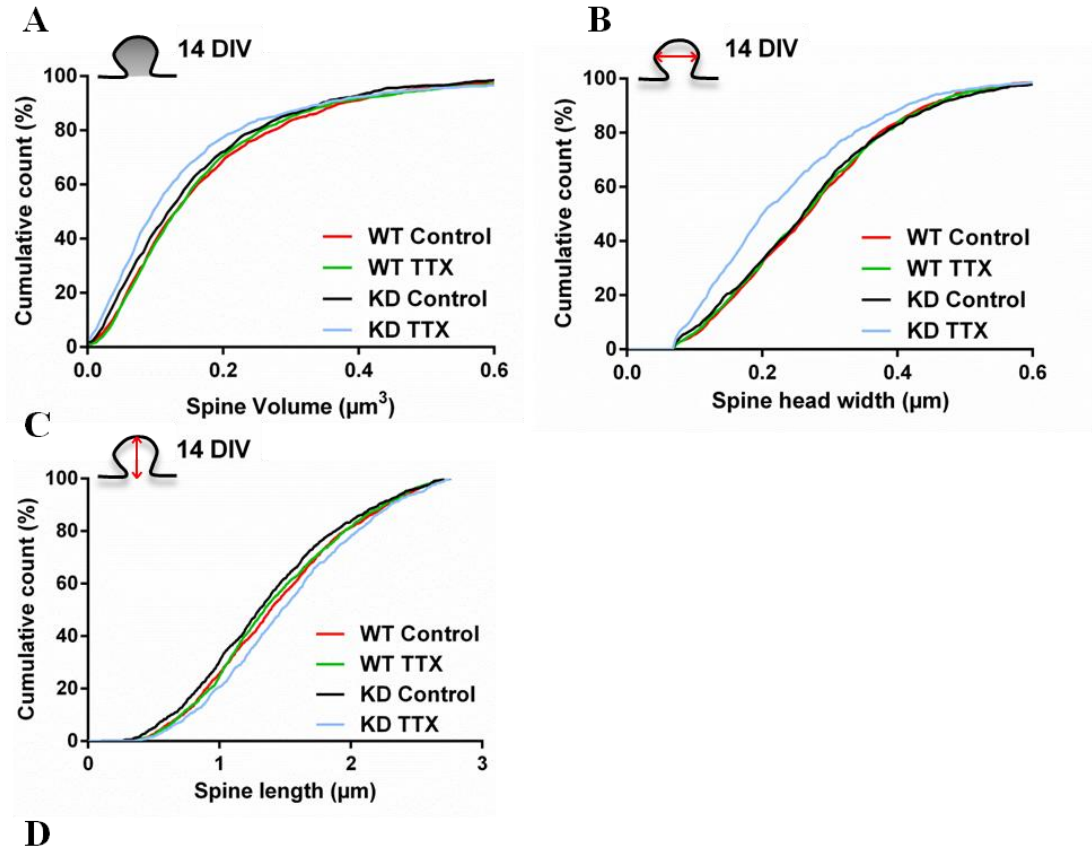 A
14 DIV
Cumulative count (%)
100
80
60
40
20
0
WT Control
WT TTX
KD Control
KD TTX
0.0 0.2 0.4 0.6
Spine Volume (µm³)
B
14 DIV
Cumulative count (%)
100
80
60
40
20
0
WT Control
WT TTX
KD Control
KD TTX
0.0 0.2 0.4 0.6
Spine head width (µm)
C
14 DIV
Cumulative count (%)
100
80
60
40
20
0
WT Control
WT TTX
KD Control
KD TTX
0 1 2 3
Spine length (µm)
D